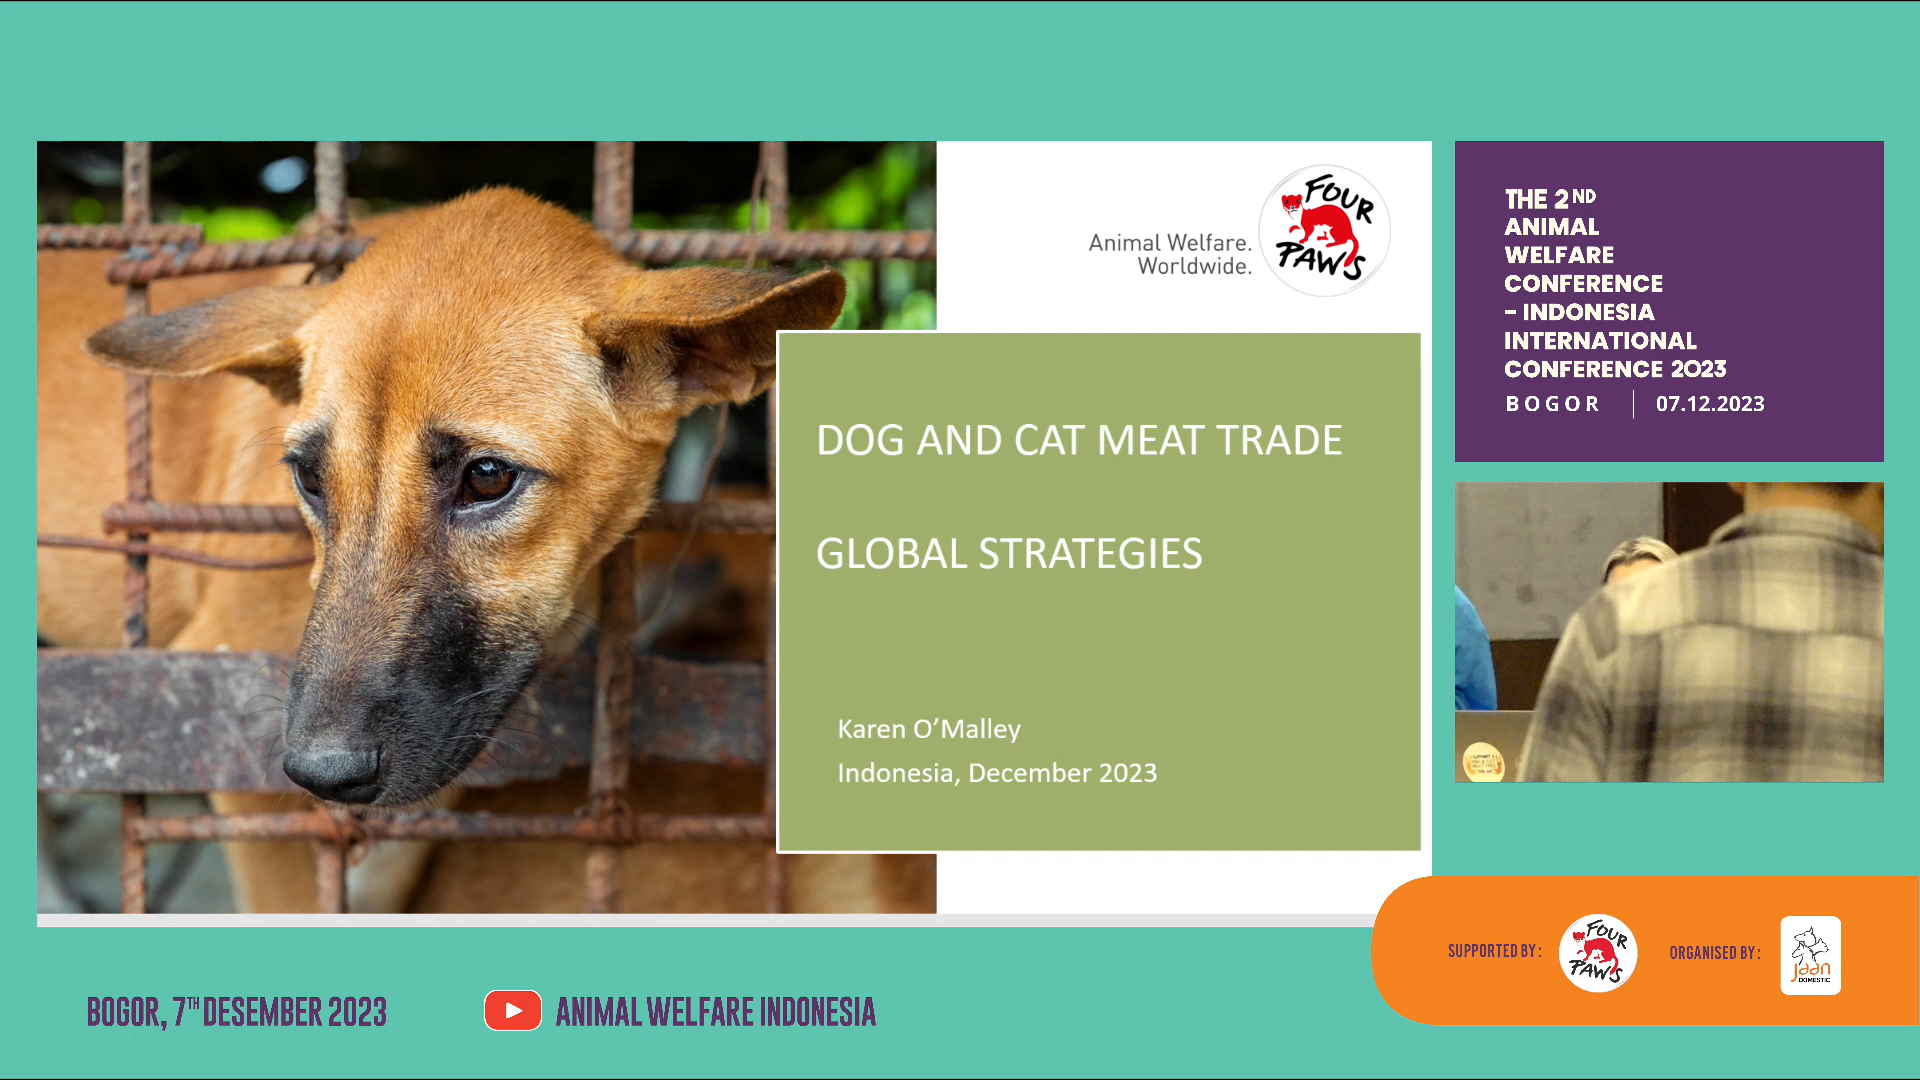 Animal Welfare.
Worldwide.
FOUR
PAWS
DOG AND CAT MEAT TRADE
GLOBAL STRATEGIES
Karen O’Malley
Indonesia, December 2023
THE 2ND
ANIMAL
WELFARE
CONFERENCE
– INDONESIA
INTERNATIONAL
CONFERENCE 2023
BOGOR | 07.12.2023
SUPPORTED BY :
FOUR
PAWS
ORGANISED BY :
jaan
DOMESTIC
BOGOR, 7TH DESEMBER 2023
ANIMAL WELFARE INDONESIA